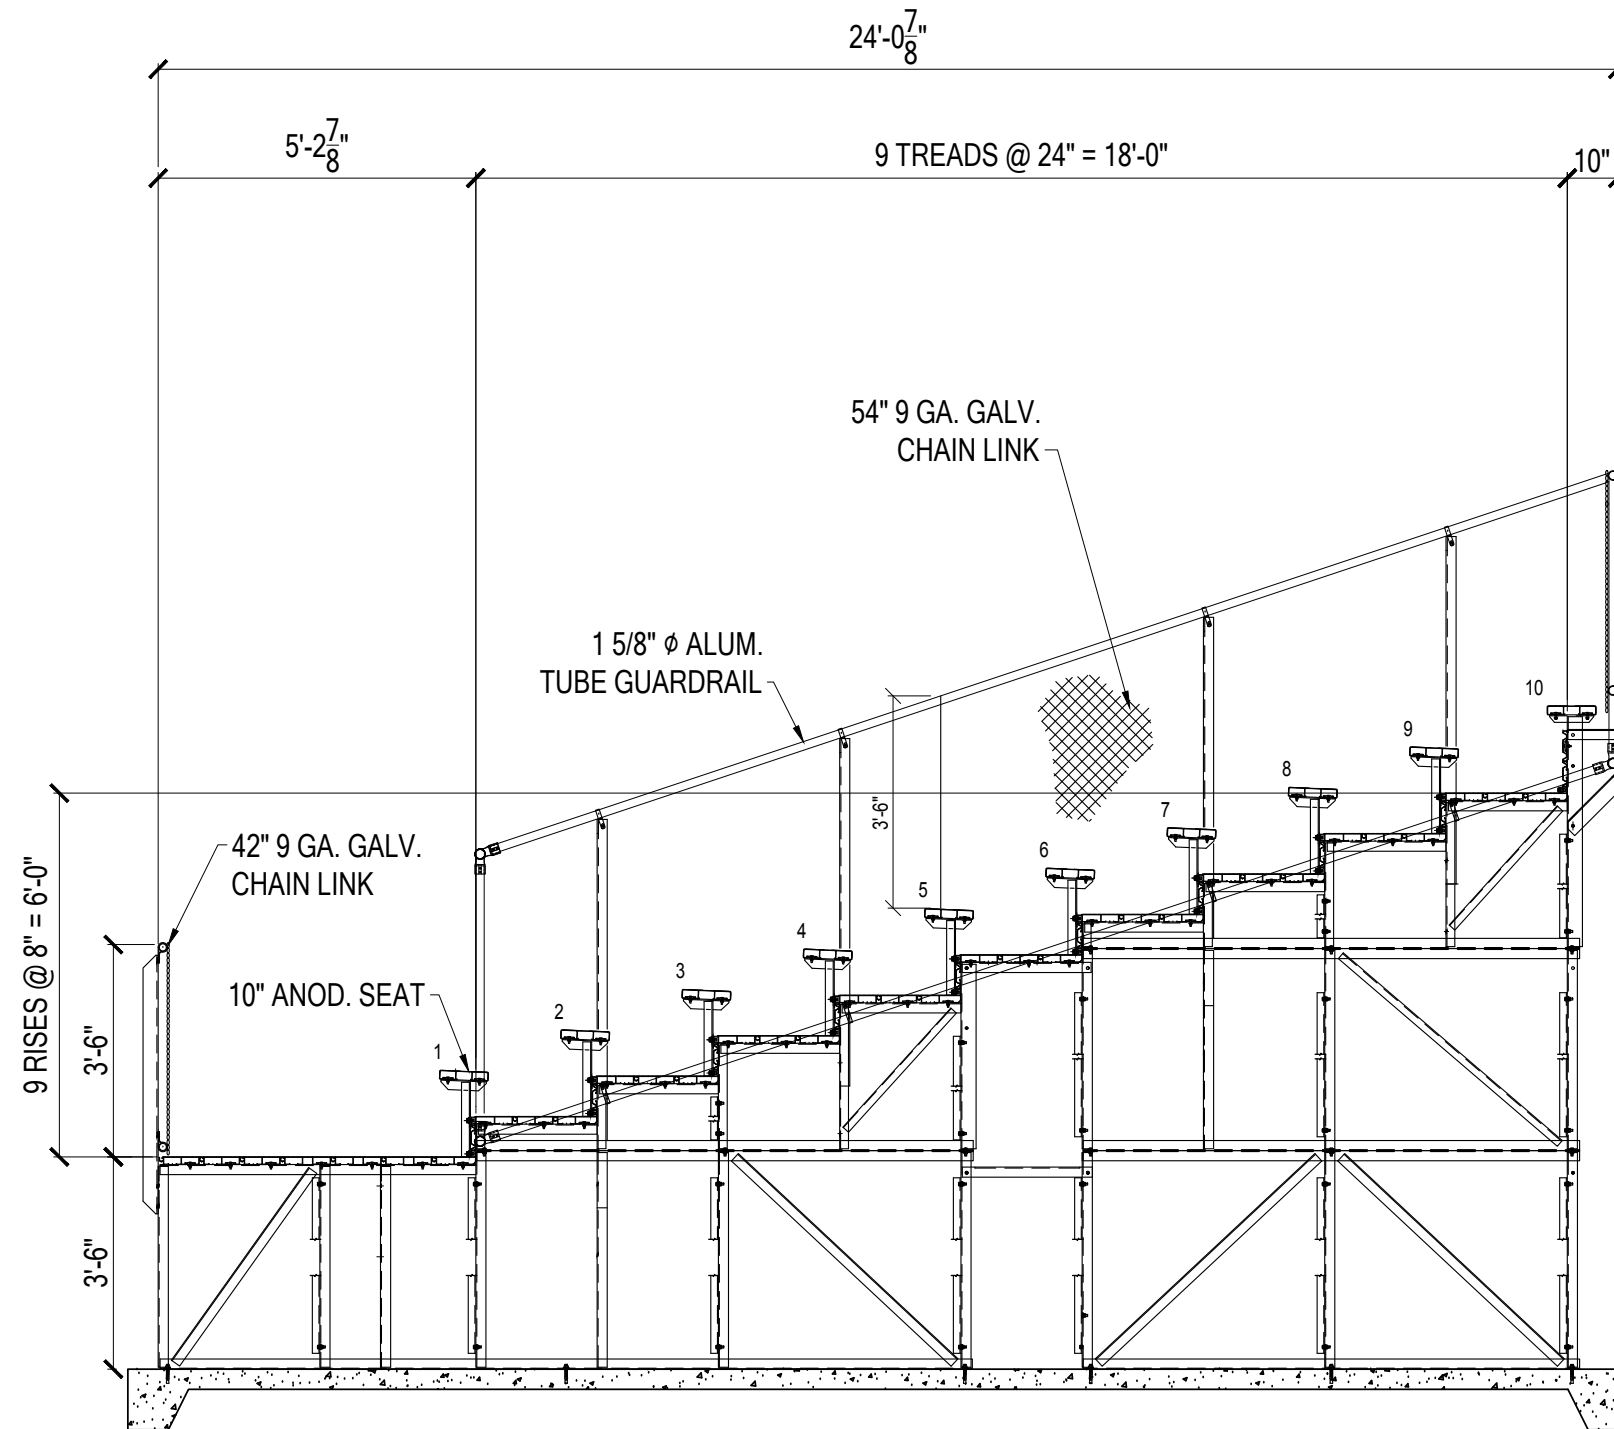 24'-0 7/8"
5'-2 7/8"
9 TREADS @ 24" = 18'-0"
10"
54" 9 GA. GALV.
CHAIN LINK
1 5/8" ⌀ ALUM.
TUBE GUARDRAIL
10
9
8
3'-6"
7
42" 9 GA. GALV.
CHAIN LINK
6
5
9 RISES @ 8" = 6'-0"
4
3
10" ANOD. SEAT
2
3'-6"
1
3'-6"